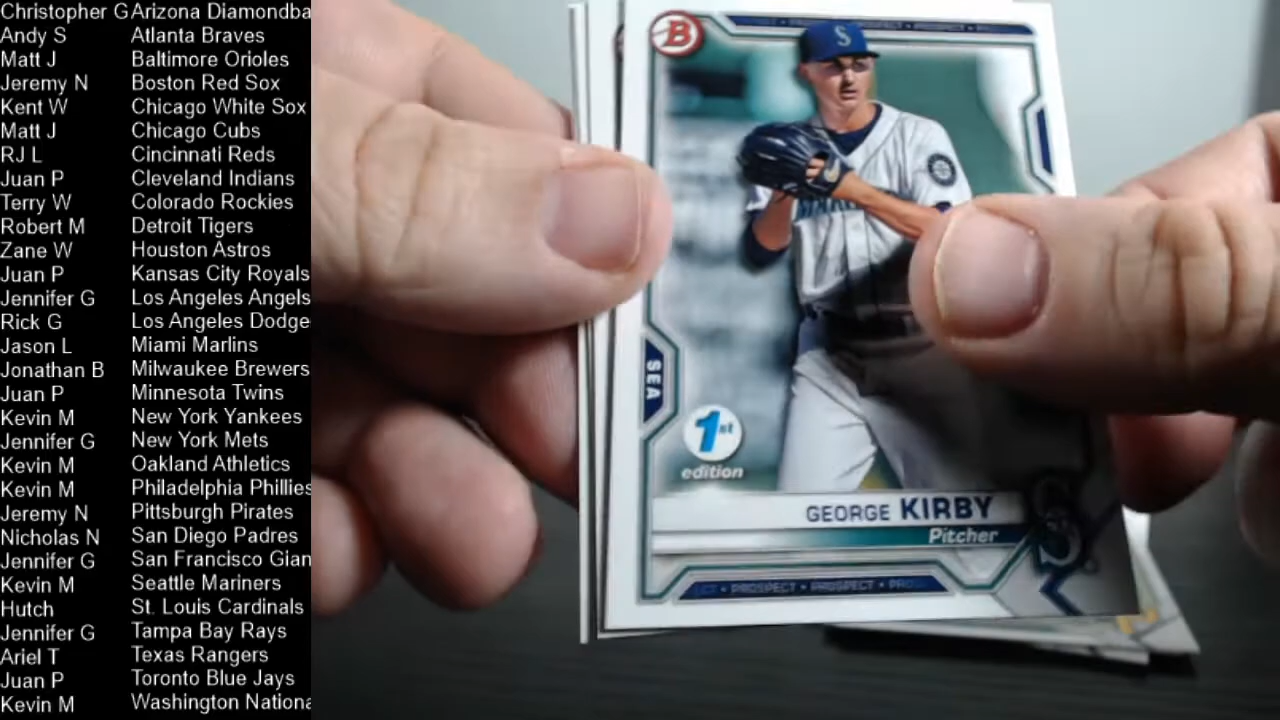 Christopher G Arizona Diamondba
Andy S Atlanta Braves
Matt J Baltimore Orioles
Jeremy N Boston Red Sox
Kent W Chicago White Sox
Matt J Chicago Cubs
RJ L Cincinnati Reds
Juan P Cleveland Indians
Terry W Colorado Rockies
Robert M Detroit Tigers
Zane W Houston Astros
Juan P Kansas City Royals
Jennifer G Los Angeles Angels
Rick G Los Angeles Dodge
Jason L Miami Marlins
Jonathan B Milwaukee Brewers
Juan P Minnesota Twins
Kevin M New York Yankees
Jennifer G New York Mets
Kevin M Oakland Athletics
Kevin M Philadelphia Phillies
Jeremy N Pittsburgh Pirates
Nicholas N San Diego Padres
Jennifer G San Francisco Gian
Kevin M Seattle Mariners
Hutch St. Louis Cardinals
Jennifer G Tampa Bay Rays
Ariel T Texas Rangers
Juan P Toronto Blue Jays
Kevin M Washington Nationa
B
S
SEA
1st
edition
GEORGE KIRBY
Pitcher
PROSPECT • PROSPECT